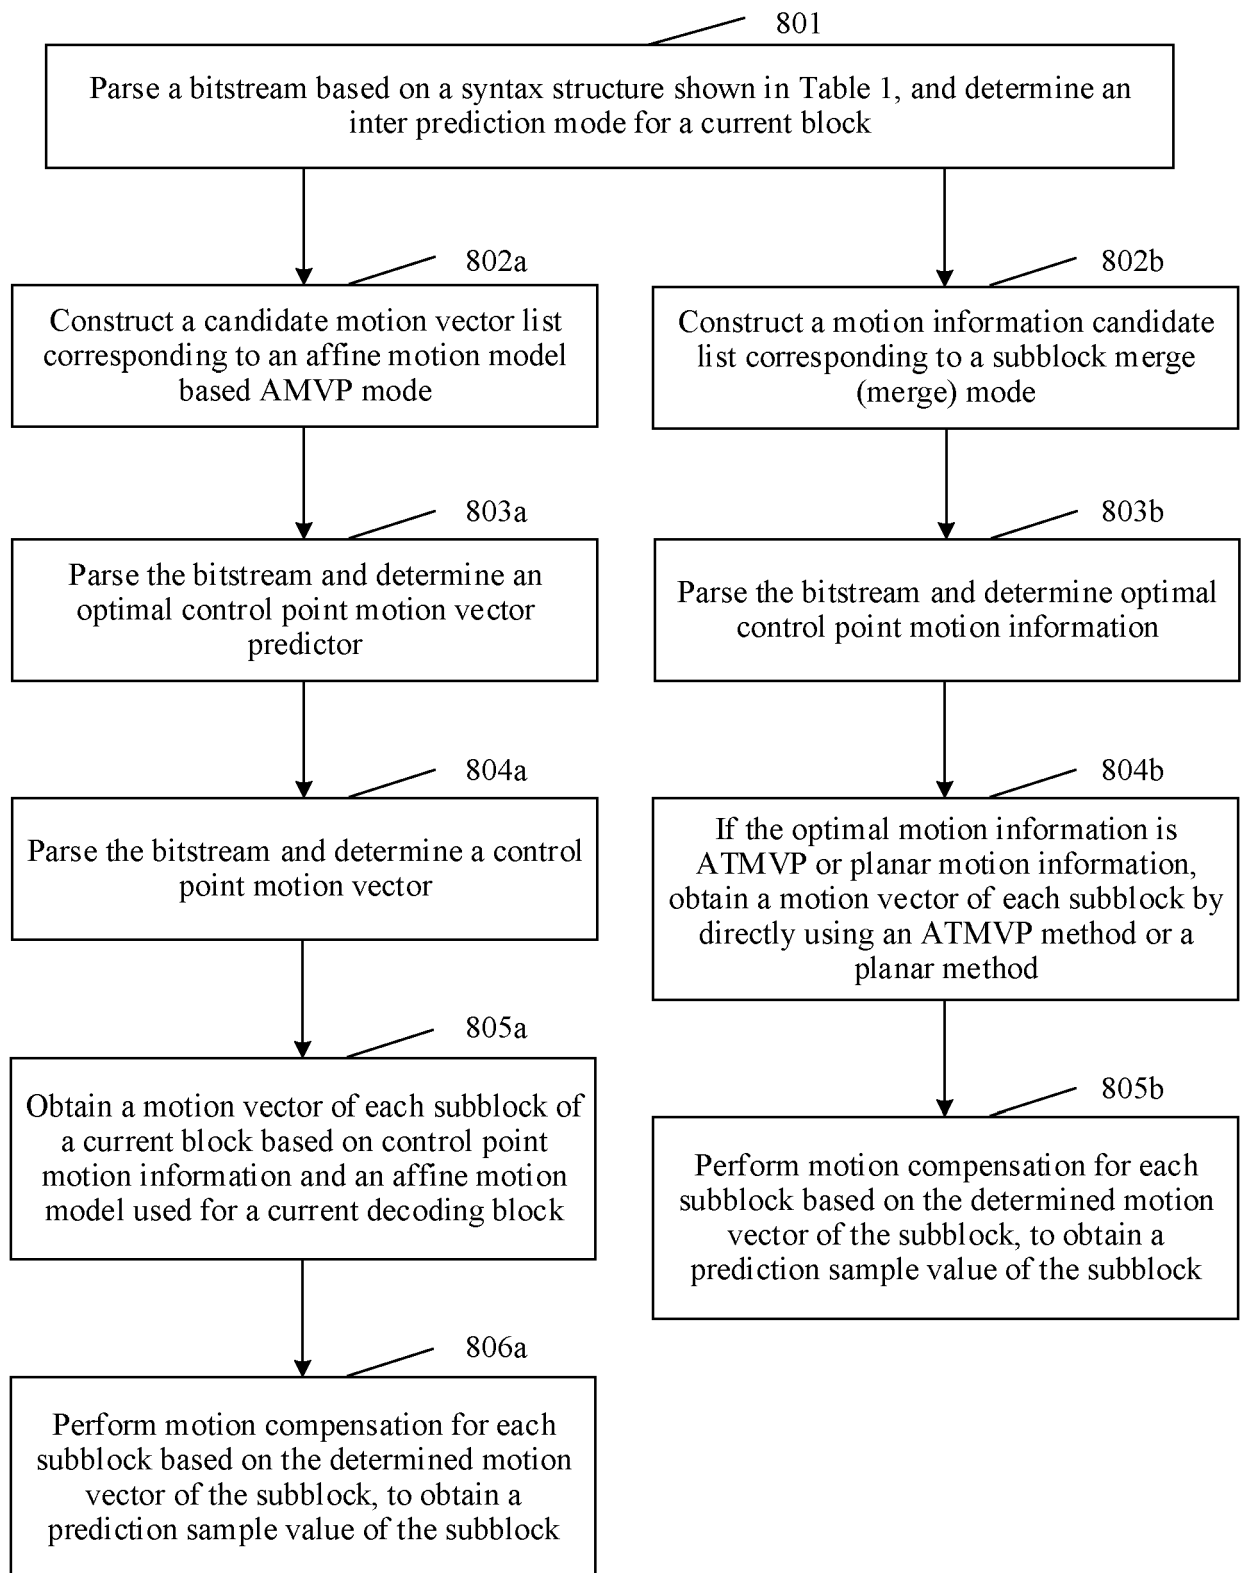 801
Parse a bitstream based on a syntax structure shown in Table 1, and determine an
inter prediction mode for a current block
802a
Construct a candidate motion vector list
corresponding to an affine motion model
based AMVP mode
803a
Parse the bitstream and determine an
optimal control point motion vector
predictor
804a
Parse the bitstream and determine a control
point motion vector
805a
Obtain a motion vector of each subblock of
a current block based on control point
motion information and an affine motion
model used for a current decoding block
806a
Perform motion compensation for each
subblock based on the determined motion
vector of the subblock, to obtain a
prediction sample value of the subblock
802b
Construct a motion information candidate
list corresponding to a subblock merge
(merge) mode
803b
Parse the bitstream and determine optimal
control point motion information
804b
If the optimal motion information is
ATMVP or planar motion information,
obtain a motion vector of each subblock by
directly using an ATMVP method or a
planar method
805b
Perform motion compensation for each
subblock based on the determined motion
vector of the subblock, to obtain a
prediction sample value of the subblock